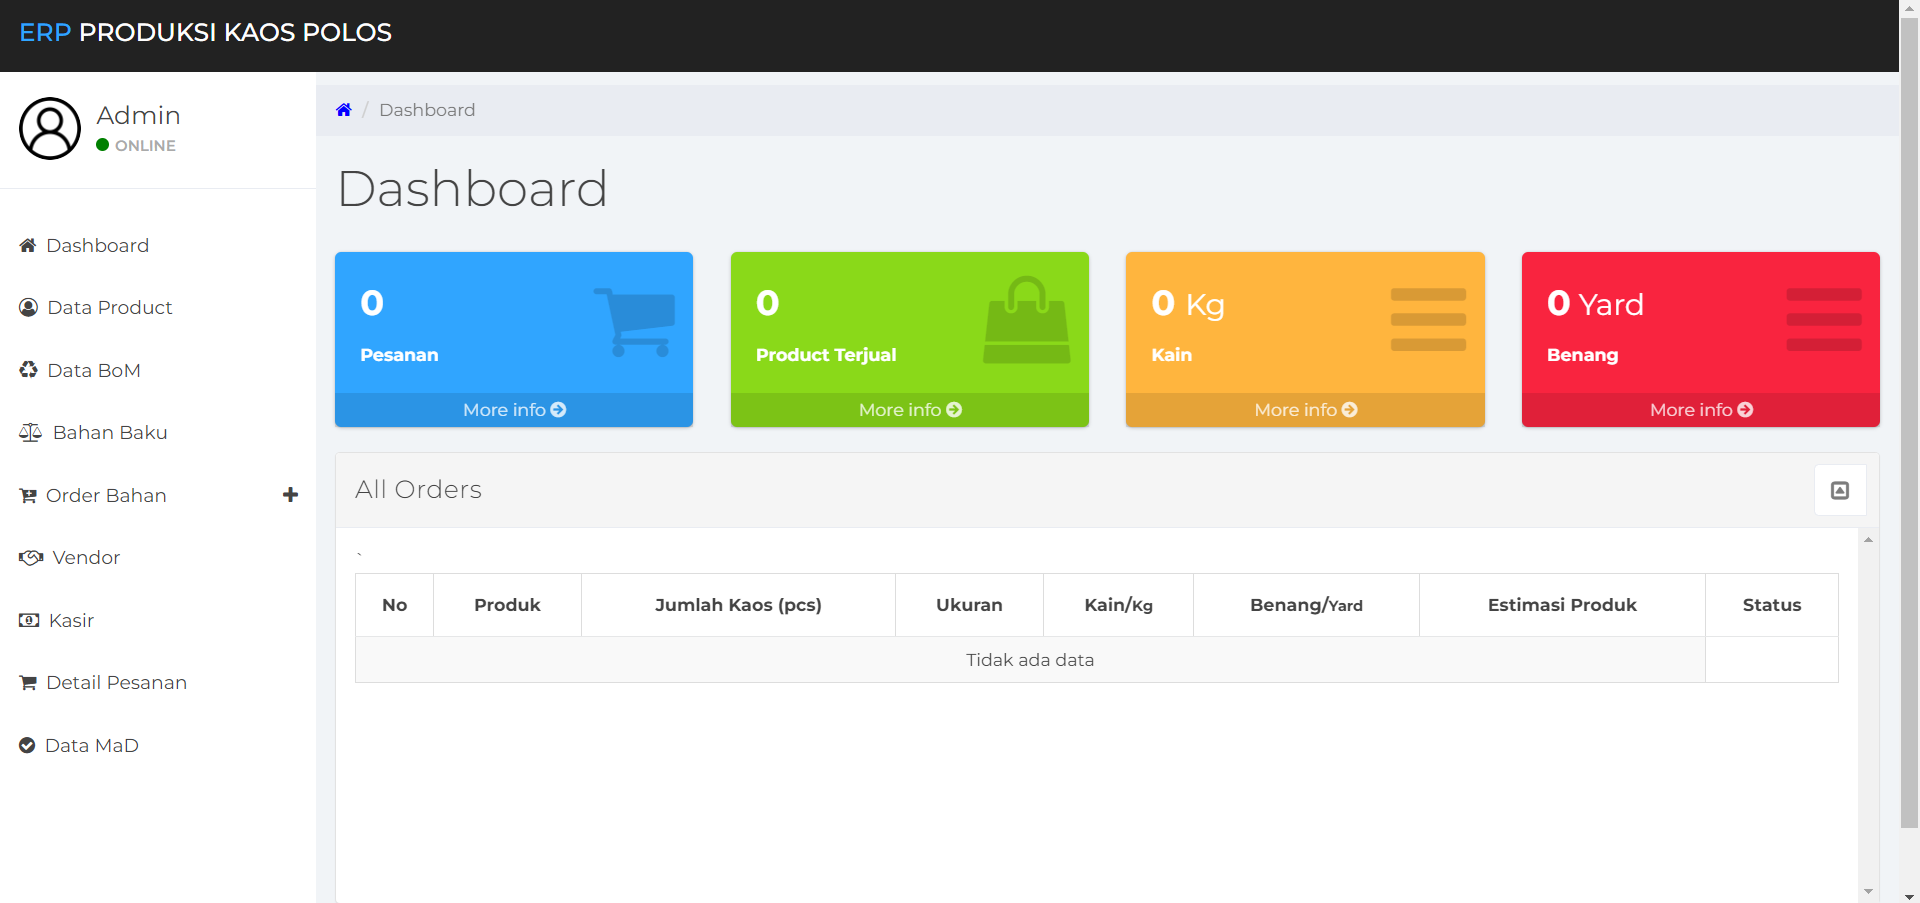 ERP PRODUKSI KAOS POLOS
Admin
ONLINE
Dashboard
Data Product
Data BoM
Bahan Baku
Order Bahan
Vendor
Kasir
Detail Pesanan
Data MaD
/ Dashboard
Dashboard
0
Pesanan
More info
0
Product Terjual
More info
0 Kg
Kain
More info
0 Yard
Benang
More info
All Orders
`
No Produk Jumlah Kaos (pcs) Ukuran Kain/Kg Benang/Yard Estimasi Produk Status
Tidak ada data